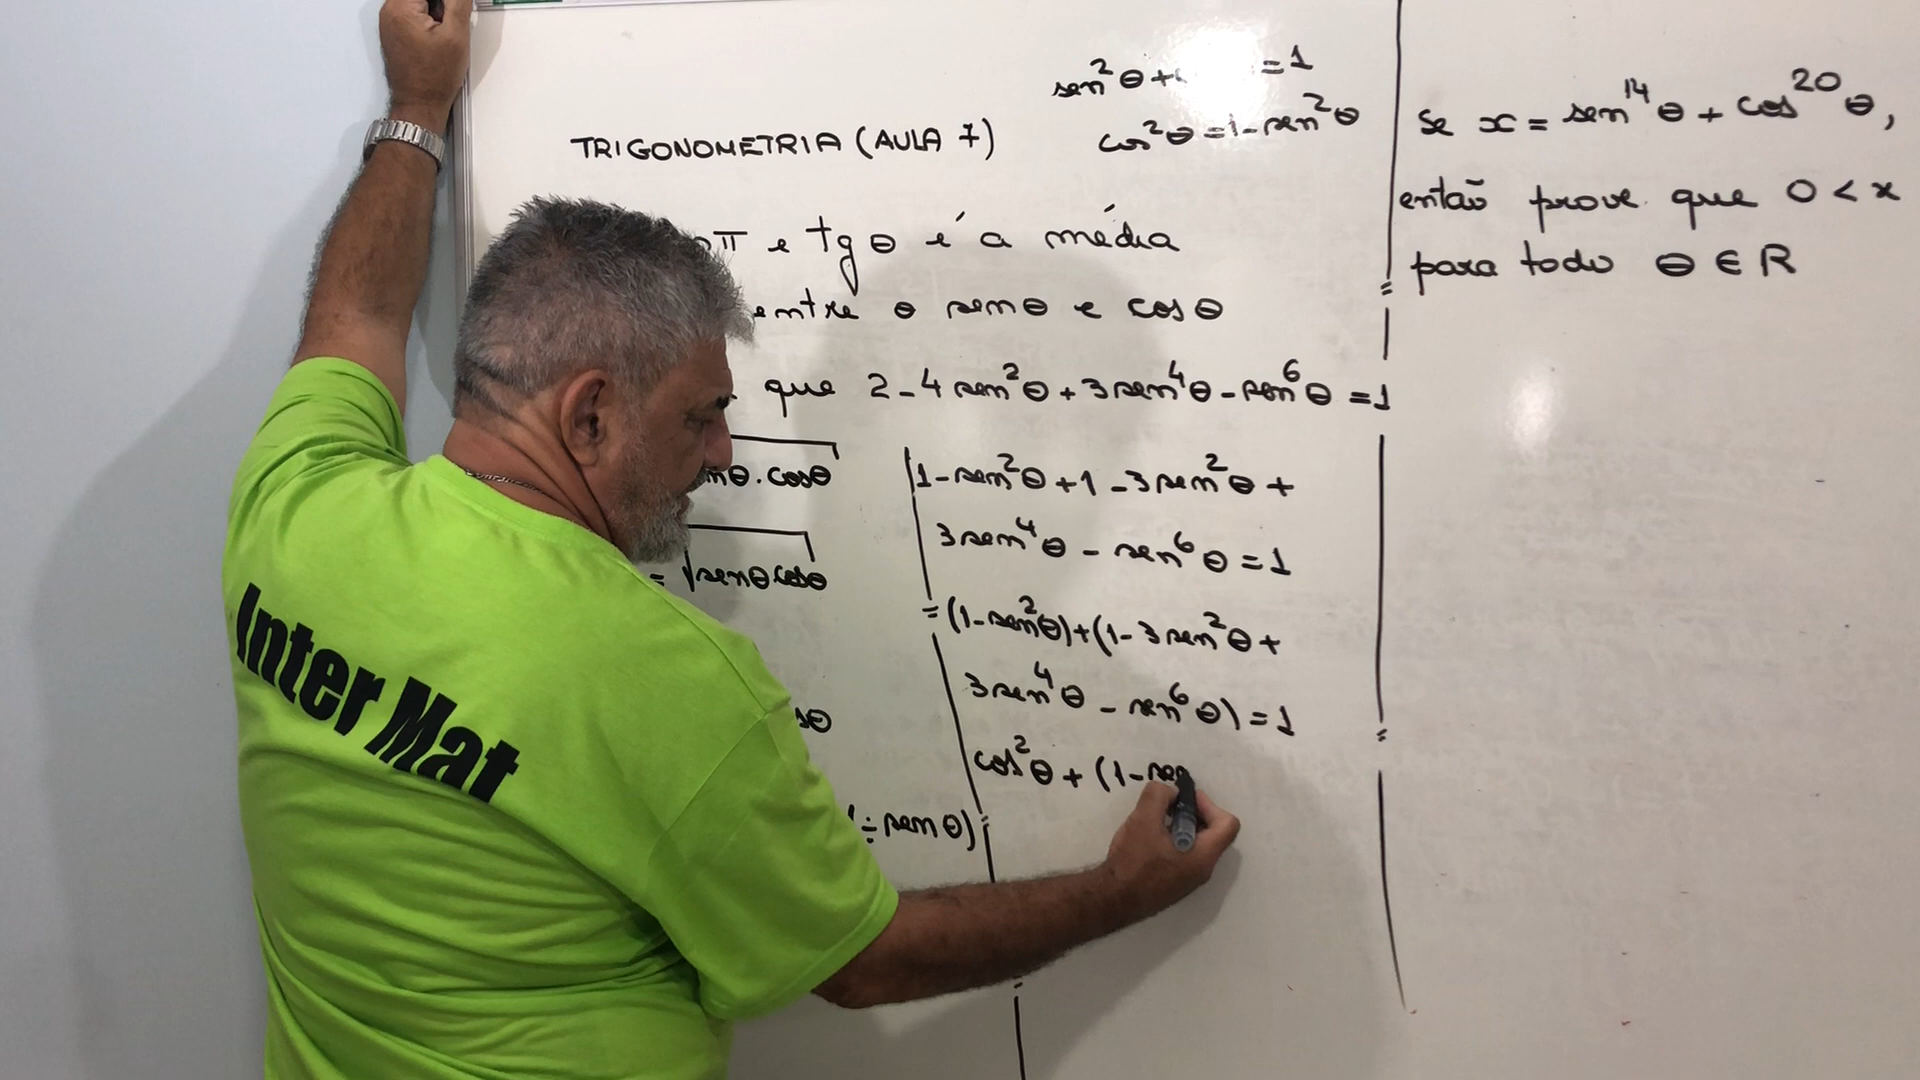 sen²θ + = 1
cos²θ = 1 - sen²θ
TRIGONOMETRIA (AULA 7)
π e tg θ é a média
entre o senθ e cosθ
que 2 - 4 sen²θ + 3 sen⁴θ - sen⁶θ = 1
θ . cosθ
= √senθ cosθ
θ
÷ sen θ)
1 - sen²θ + 1 - 3 sen²θ +
3 sen⁴θ - sen⁶θ = 1
= (1 - sen²θ) + (1 - 3 sen²θ +
3 sen⁴θ - sen⁶θ) = 1
cos²θ + (1 - sen
Se x = sen¹⁴θ + cos²⁰θ,
então prove que 0 < x
para todo θ ∈ R
Inter Mat